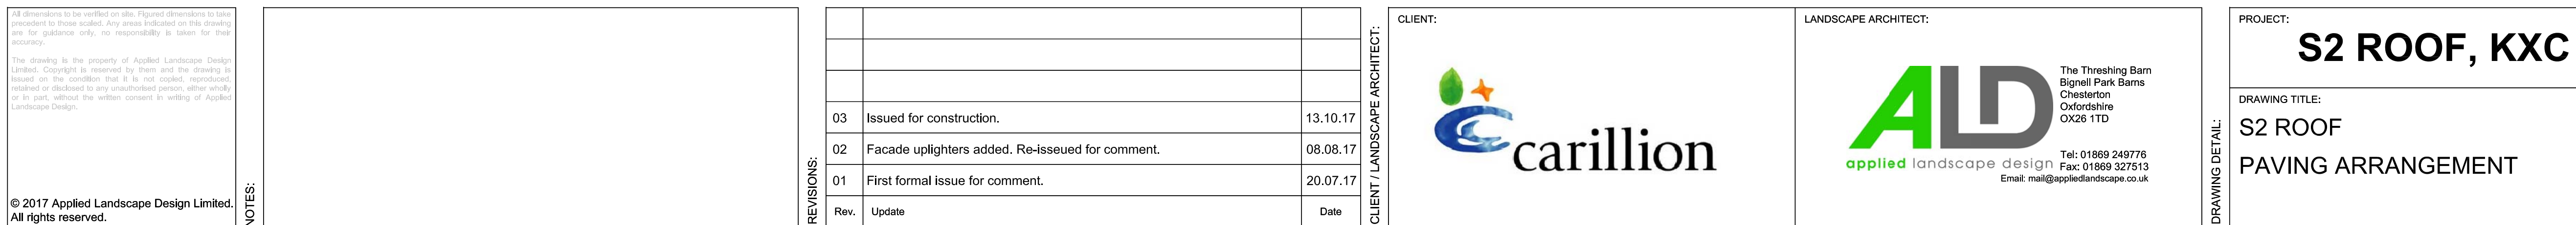 All dimensions to be verified on site. Figured dimensions to take
precedent to those scaled. Any areas indicated on this drawing
are for guidance only, no responsibility is taken for their
accuracy.
The drawing is the property of Applied Landscape Design
Limited. Copyright is reserved by them and the drawing is
issued on the condition that it is not copied, reproduced,
retained or disclosed to any unauthorised person, either wholly
or in part, without the written consent in writing of Applied
Landscape Design.
© 2017 Applied Landscape Design Limited.
All rights reserved.
NOTES:
REVISIONS:
03 Issued for construction. 13.10.17
02 Facade uplighters added. Re-isseued for comment. 08.08.17
01 First formal issue for comment. 20.07.17
Rev. Update Date
CLIENT / LANDSCAPE ARCHITECT:
CLIENT:
carillion
LANDSCAPE ARCHITECT:
ALD
applied landscape design
The Threshing Barn
Bignell Park Barns
Chesterton
Oxfordshire
OX26 1TD
Tel: 01869 249776
Fax: 01869 327513
Email: mail@appliedlandscape.co.uk
DRAWING DETAIL:
PROJECT:
S2 ROOF, KXC
DRAWING TITLE:
S2 ROOF
PAVING ARRANGEMENT